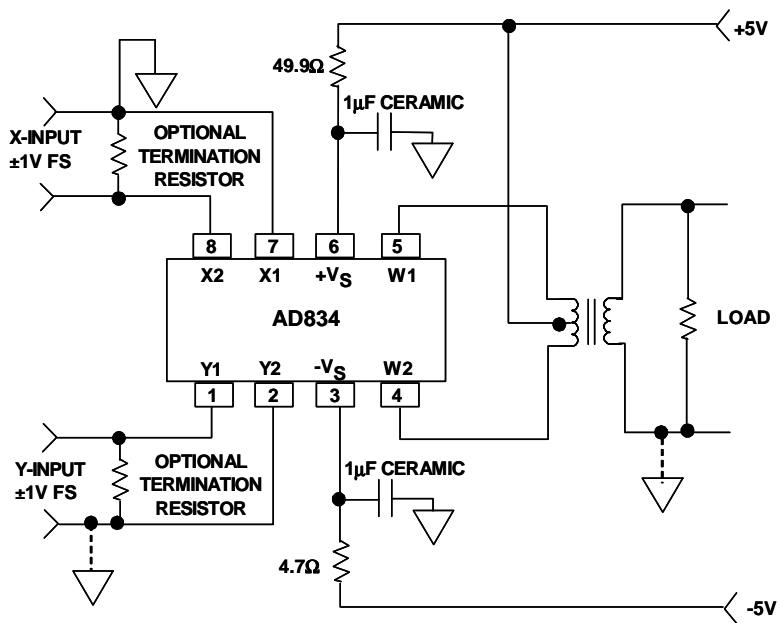 +5V
49.9Ω
1μF CERAMIC
X-INPUT
±1V FS
OPTIONAL
TERMINATION
RESISTOR
8
7
6
5
X2
X1
+VS
W1
AD834
LOAD
Y1
Y2
-VS
W2
1
2
3
4
Y-INPUT
±1V FS
OPTIONAL
TERMINATION
RESISTOR
1μF CERAMIC
4.7Ω
-5V